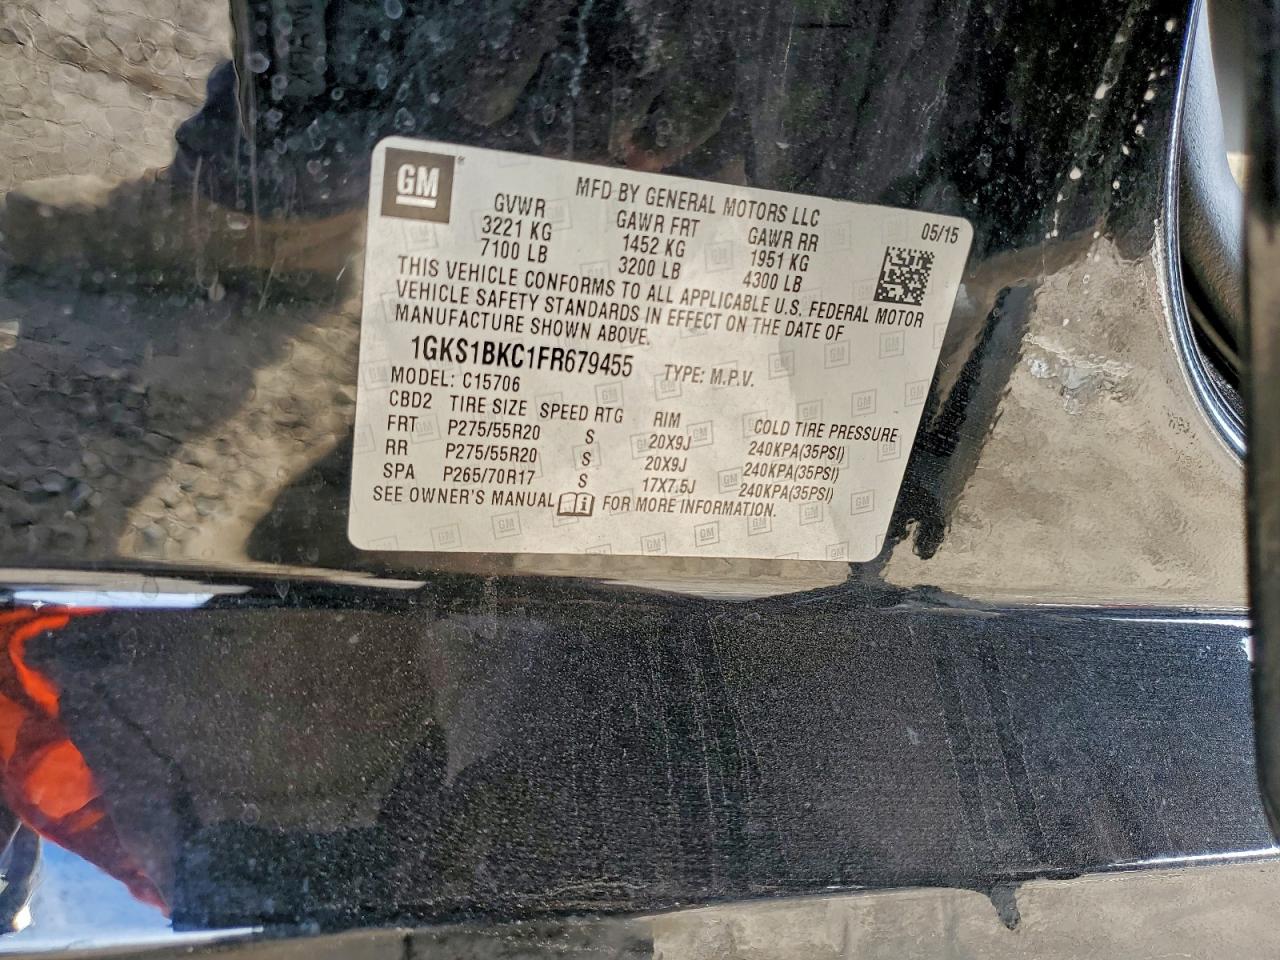 GM
MFD BY GENERAL MOTORS LLC
05/15
GVWR GAWR FRT GAWR RR
3221 KG 1452 KG 1951 KG
7100 LB 3200 LB 4300 LB
THIS VEHICLE CONFORMS TO ALL APPLICABLE U.S. FEDERAL MOTOR
VEHICLE SAFETY STANDARDS IN EFFECT ON THE DATE OF
MANUFACTURE SHOWN ABOVE.
1GKS1BKC1FR679455 TYPE: M.P.V.
MODEL: C15706
CBD2 TIRE SIZE SPEED RTG RIM COLD TIRE PRESSURE
FRT P275/55R20 S 20X9J 240KPA(35PSI)
RR P275/55R20 S 20X9J 240KPA(35PSI)
SPA P265/70R17 S 17X7.5J 240KPA(35PSI)
SEE OWNER'S MANUAL i FOR MORE INFORMATION.